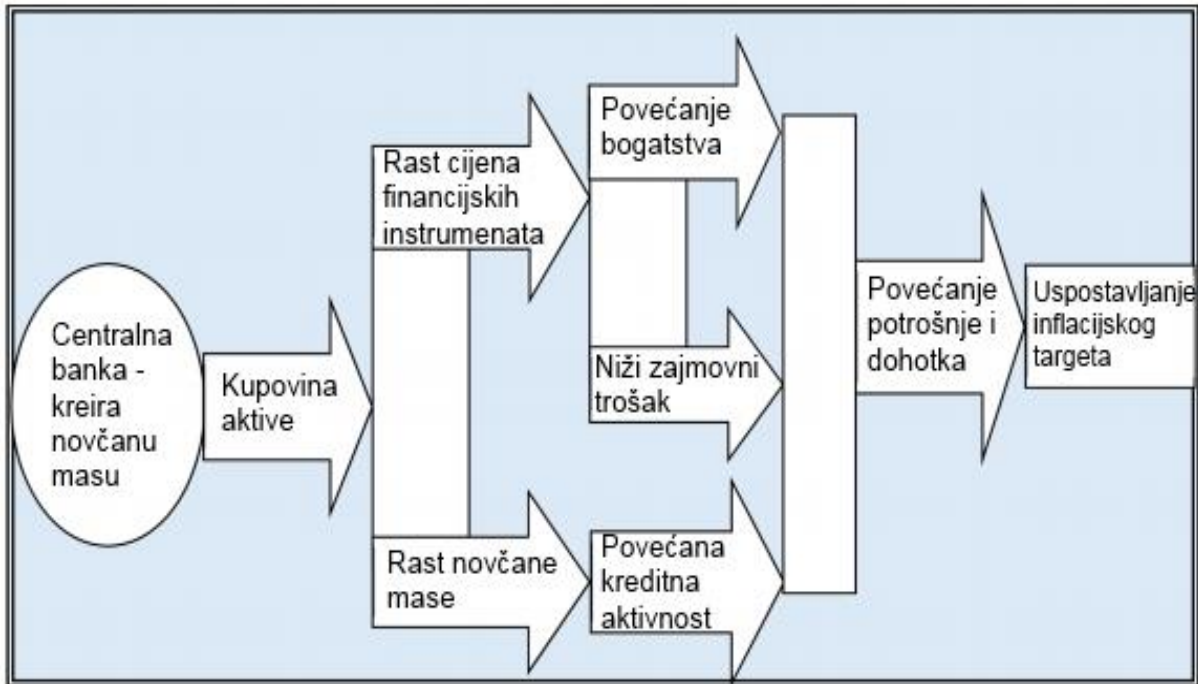 Centralna
banka -
kreira
novčanu
masu
Kupovina
aktive
Rast cijena
financijskih
instrumenata
Rast novčane
mase
Povećanje
bogatstva
Niži zajmovni
trošak
Povećana
kreditna
aktivnost
Povećanje
potrošnje i
dohotka
Uspostavljanje
inflacijskog
targeta